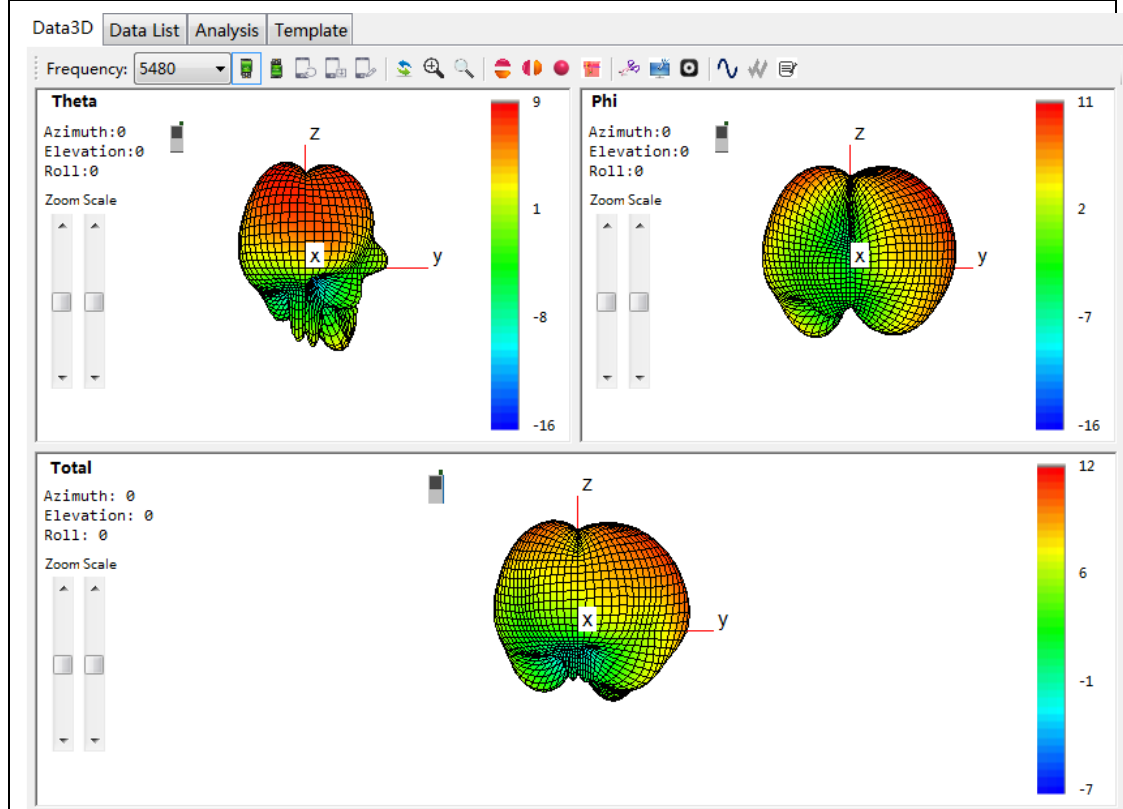 Data3D Data List Analysis Template
Frequency: 5480
Theta
Azimuth:0
Elevation:0
Roll:0
Zoom Scale
z
x
y
9
1
-8
-16
Phi
Azimuth:0
Elevation:0
Roll:0
Zoom Scale
z
x
y
11
2
-7
-16
Total
Azimuth: 0
Elevation: 0
Roll: 0
Zoom Scale
z
x
y
12
6
-1
-7